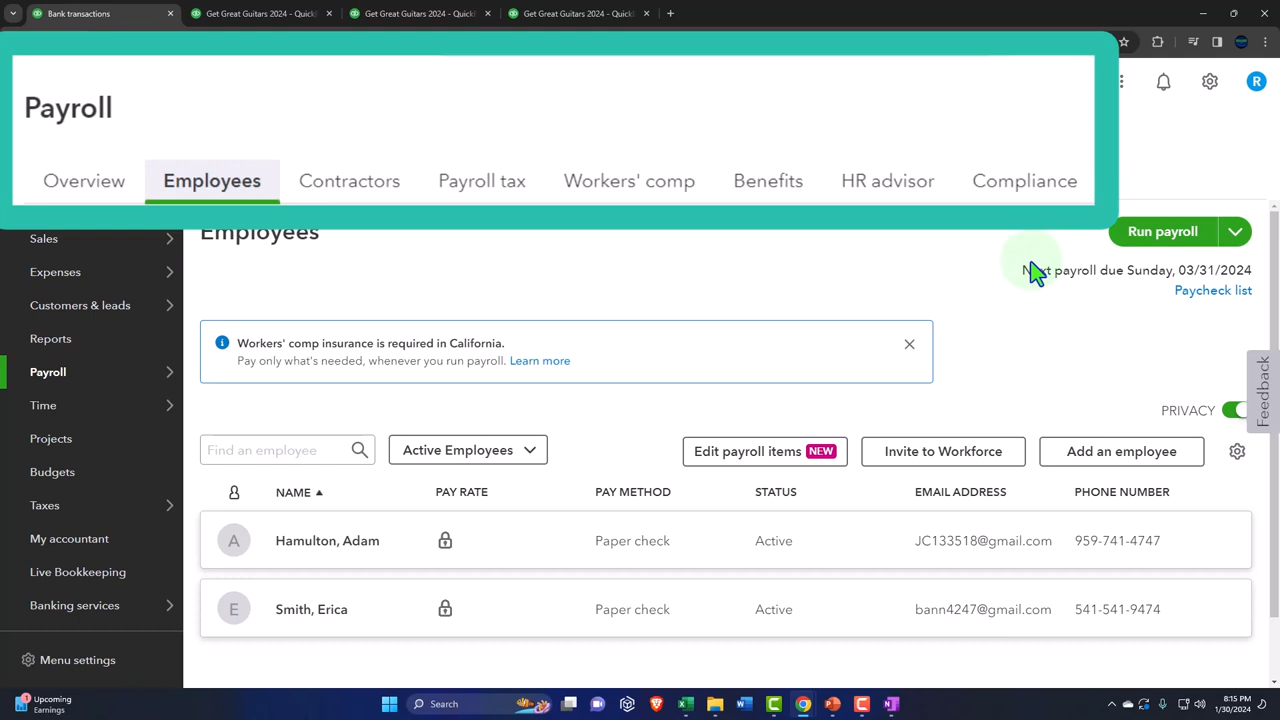 Bank transactions
Get Great Guitars 2024 – Quick
Get Great Guitars 2024 – Quick
Get Great Guitars 2024 – Quick
R
Payroll
Overview Employees Contractors Payroll tax Workers' comp Benefits HR advisor Compliance
Employees
Run payroll
Next payroll due Sunday, 03/31/2024
Paycheck list
Sales
Expenses
Customers & leads
Reports
Payroll
Time
Projects
Budgets
Taxes
My accountant
Live Bookkeeping
Banking services
Menu settings
Workers' comp insurance is required in California.
Pay only what's needed, whenever you run payroll. Learn more
Feedback
PRIVACY
Find an employee Active Employees Edit payroll items NEW Invite to Workforce Add an employee
NAME PAY RATE PAY METHOD STATUS EMAIL ADDRESS PHONE NUMBER
A Hamulton, Adam Paper check Active JC133518@gmail.com 959-741-4747
E Smith, Erica Paper check Active bann4247@gmail.com 541-541-9474
1 Upcoming
Earnings
Search
8:15 PM
1/30/2024